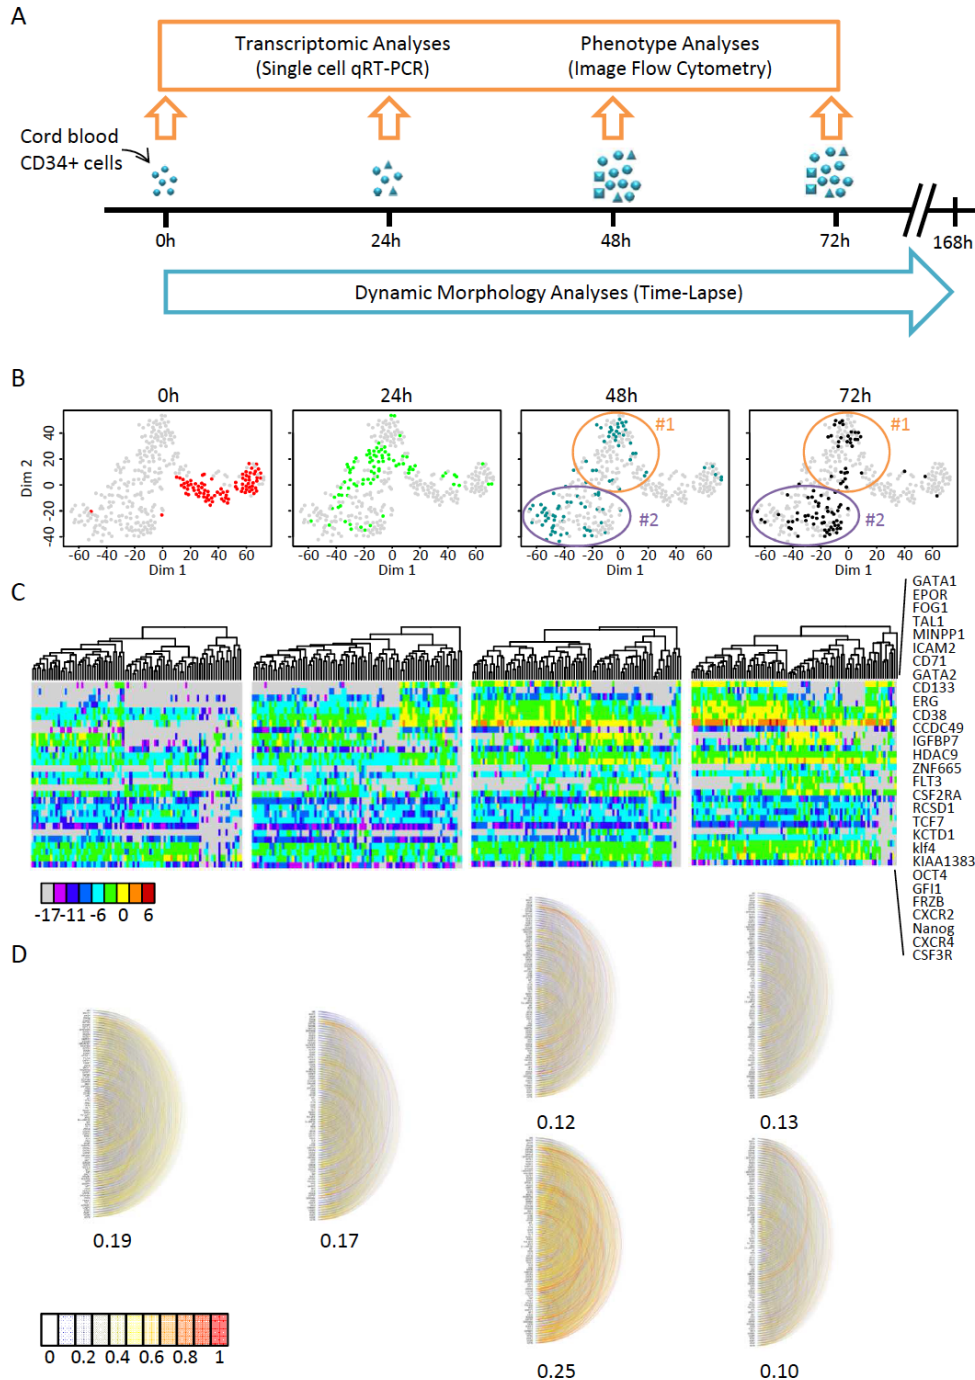 A
Transcriptomic Analyses
(Single cell qRT-PCR)
Phenotype Analyses
(Image Flow Cytometry)
Cord blood
CD34+ cells
0h
24h
48h
72h
168h
Dynamic Morphology Analyses (Time-Lapse)
B
0h
24h
48h
72h
#1
#1
#2
#2
Dim 2
40
20
0
-20
-40
-60 -40 -20 0 20 40 60
-60 -40 -20 0 20 40 60
-60 -40 -20 0 20 40 60
-60 -40 -20 0 20 40 60
Dim 1
Dim 1
Dim 1
Dim 1
C
GATA1
EPOR
FOG1
TAL1
MINPP1
ICAM2
CD71
GATA2
CD133
ERG
CD38
CCDC49
IGFBP7
HDAC9
ZNF665
FLT3
CSF2RA
RCSD1
TCF7
KCTD1
klf4
KIAA1383
OCT4
GFI1
FRZB
CXCR2
Nanog
CXCR4
CSF3R
-17 -11 -6 0 6
D
0.12
0.13
0.19
0.17
0.25
0.10
0 0.2 0.4 0.6 0.8 1